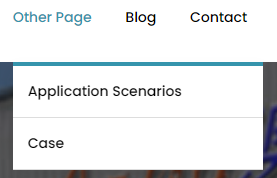 Other Page Blog Contact
Application Scenarios
Case